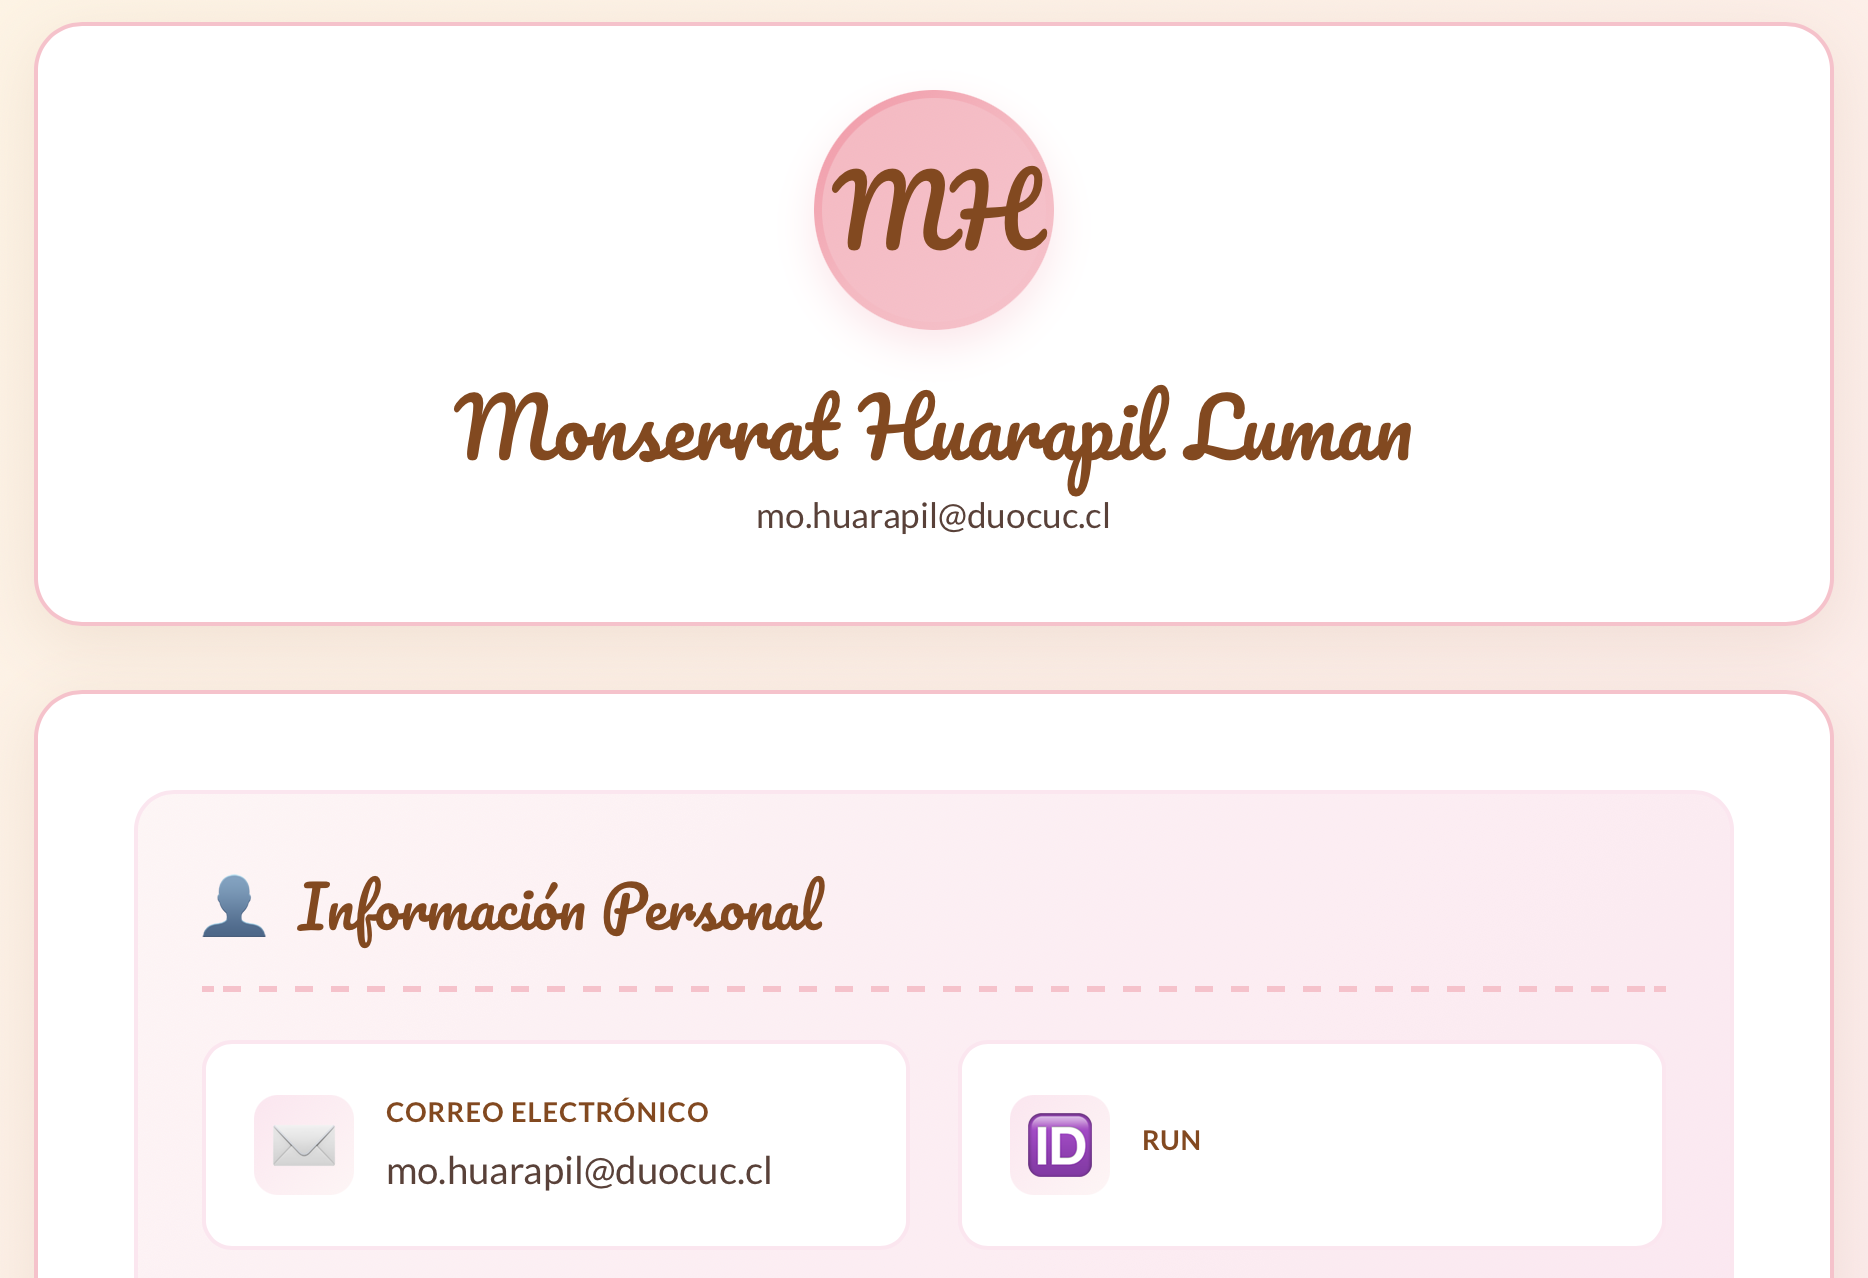 MH
Monserrat Huarapil Luman
mo.huarapil@duocuc.cl
Información Personal
CORREO ELECTRÓNICO
mo.huarapil@duocuc.cl
ID
RUN